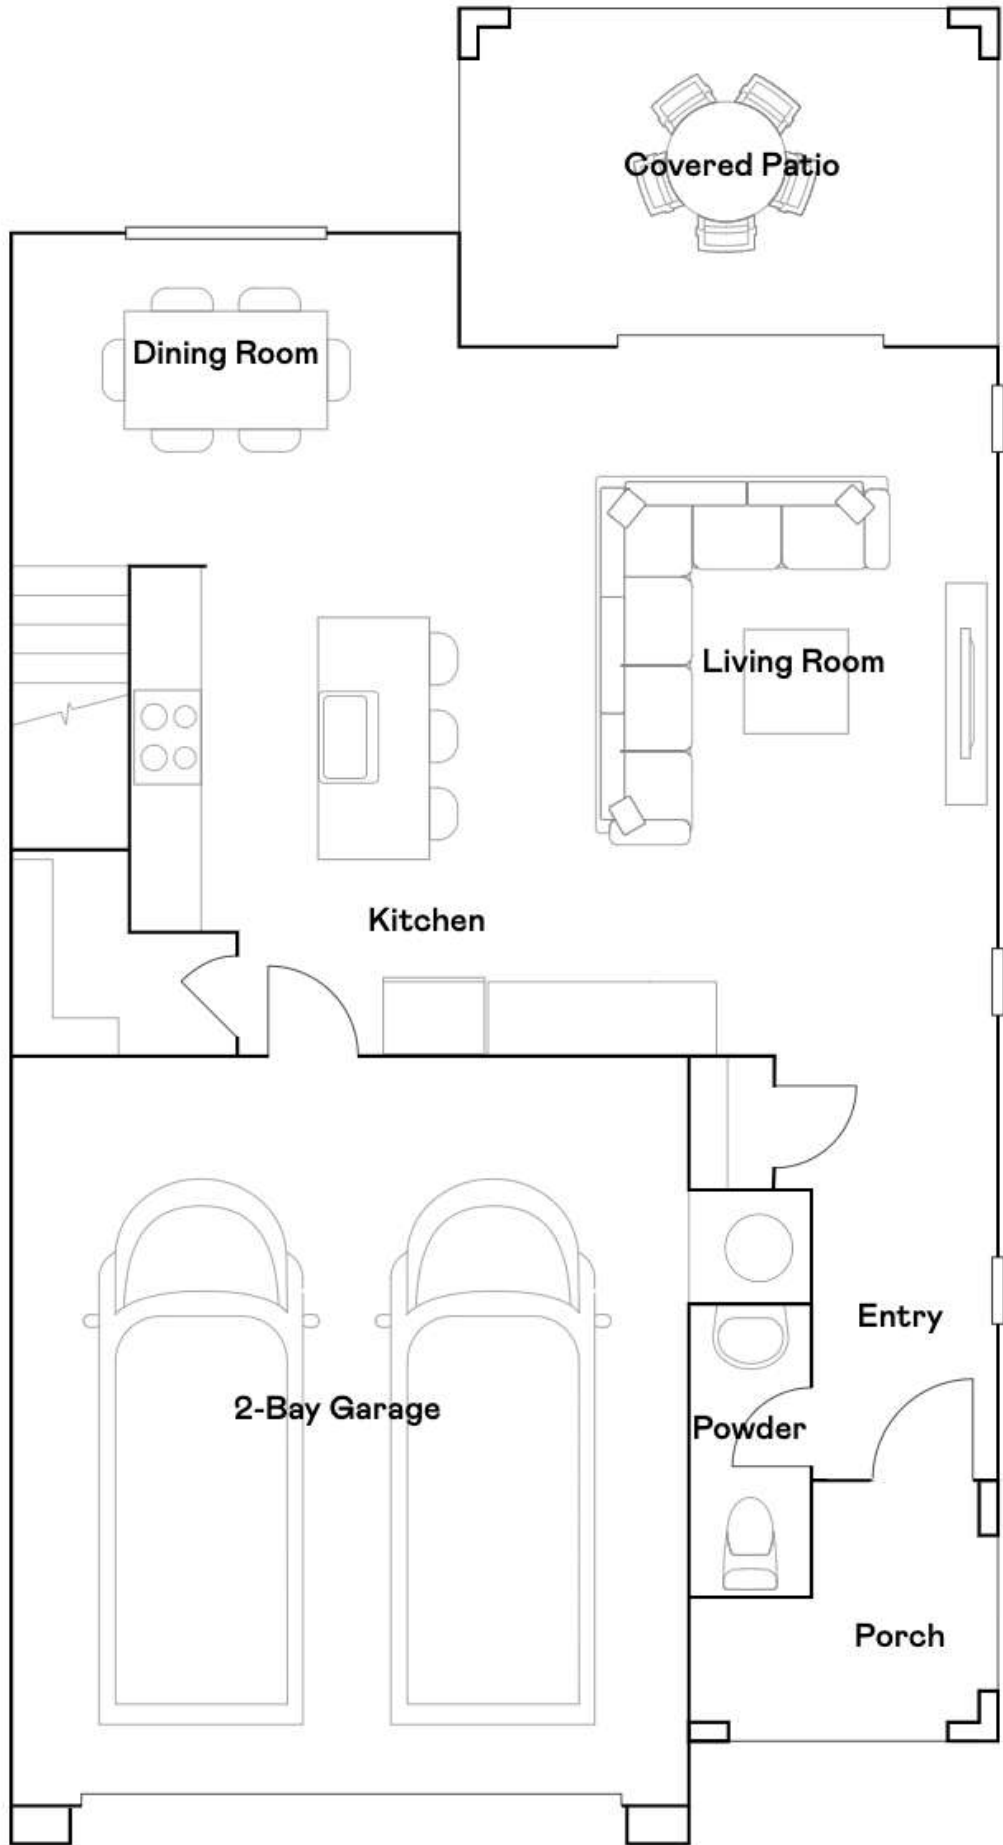 Covered Patio
Dining Room
Living Room
Kitchen
Entry
2-Bay Garage
Powder
Porch